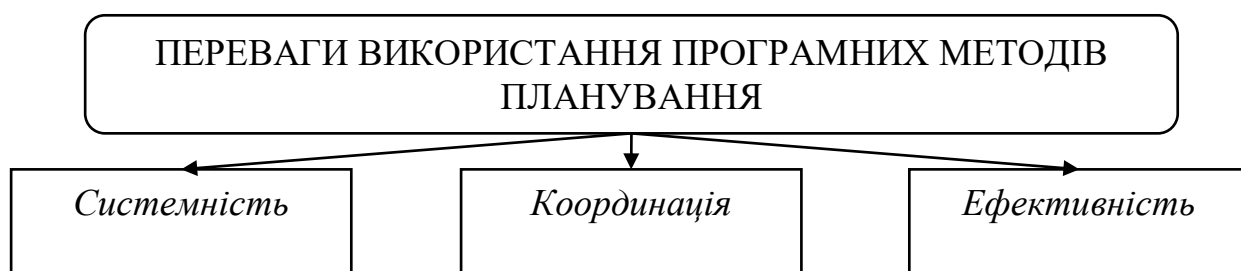 ПЕРЕВАГИ ВИКОРИСТАННЯ ПРОГРАМНИХ МЕТОДІВ
ПЛАНУВАННЯ
Системність
Координація
Ефективність